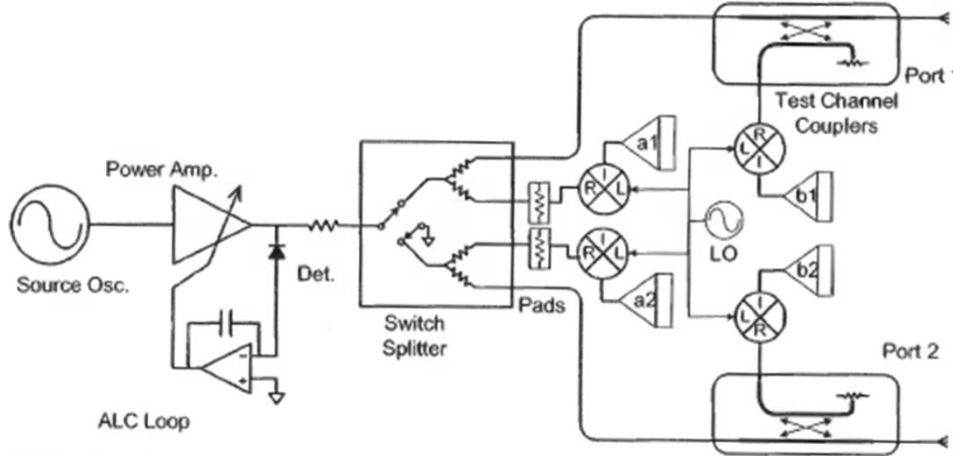 Port 1
Test Channel
Couplers
Power Amp.
a1
R
L
I
R
I
L
b1
Source Osc.
Det.
LO
R
I
L
b2
a2
I
L
R
Pads
Switch
Splitter
-
+
Port 2
ALC Loop